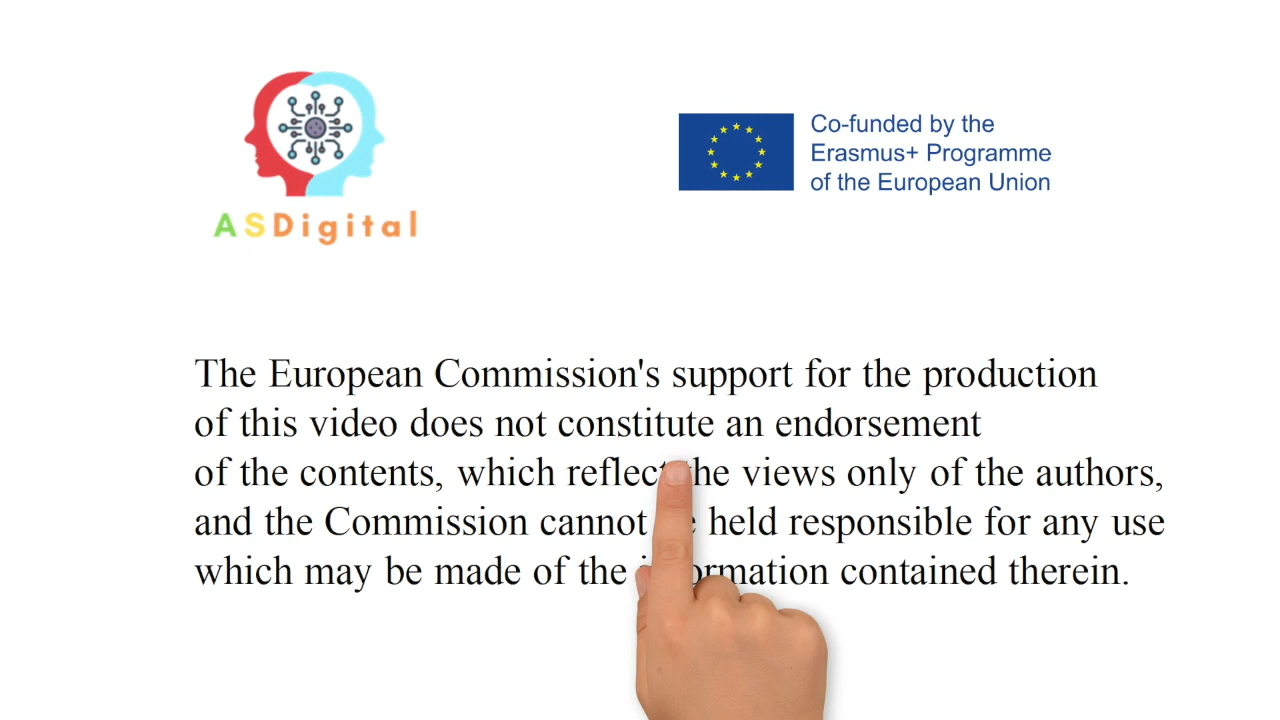 ASDigital
Co-funded by the
Erasmus+ Programme
of the European Union
The European Commission's support for the production
of this video does not constitute an endorsement
of the contents, which reflect the views only of the authors,
and the Commission cannot held responsible for any use
which may be made of the information contained therein.